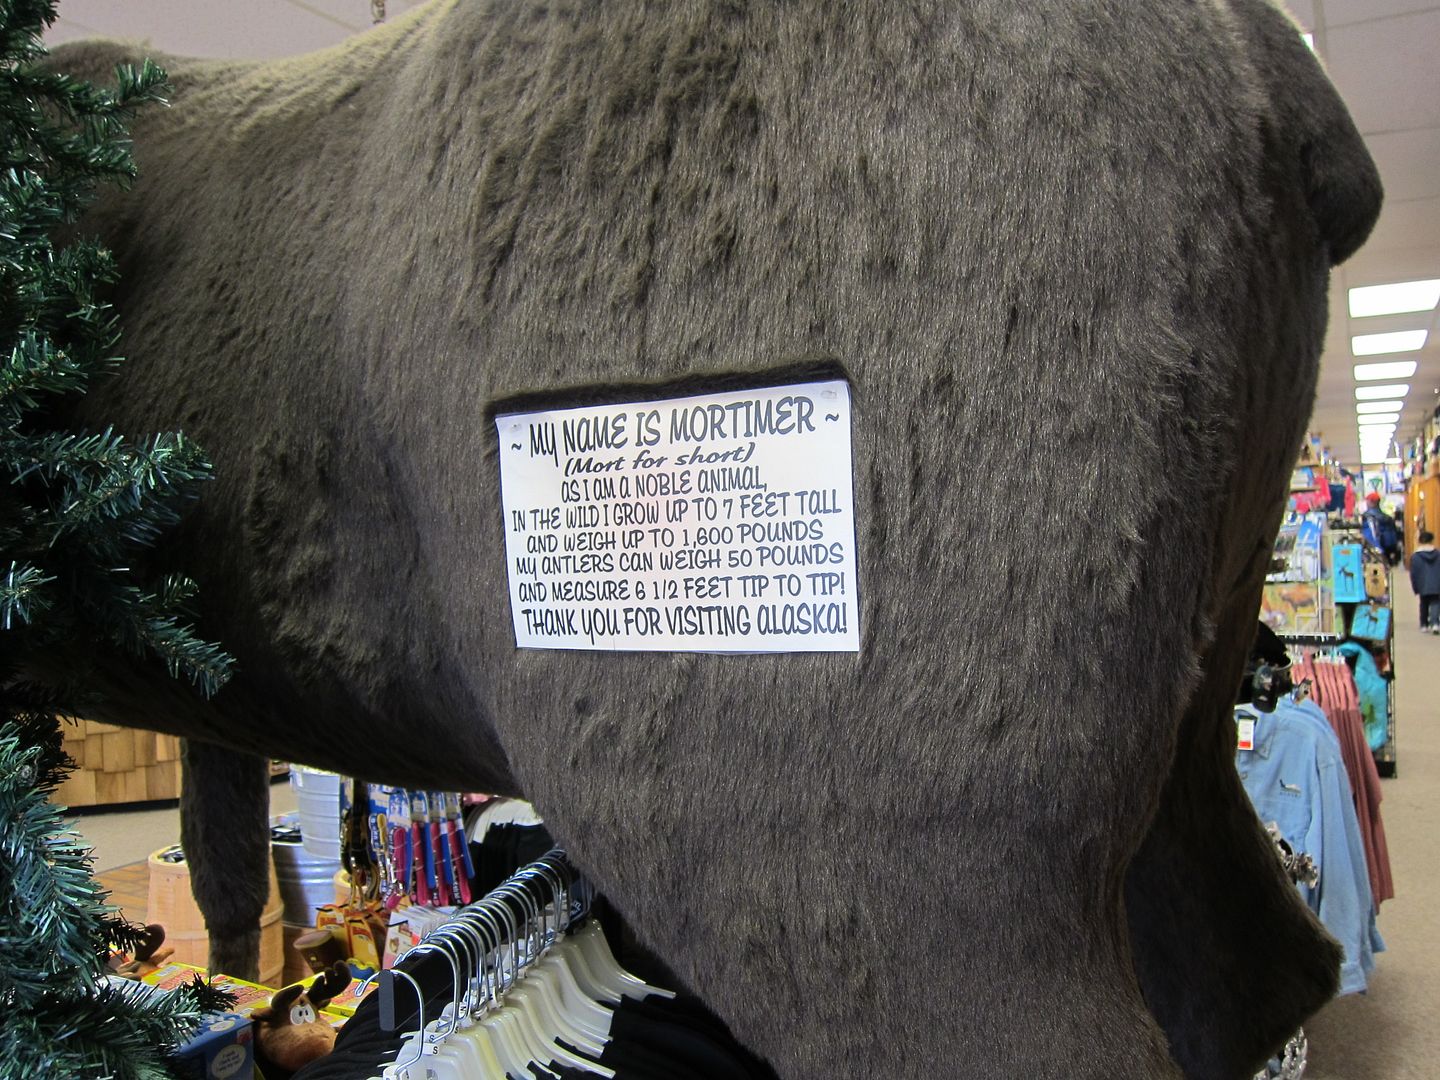 ~ MY NAME IS MORTIMER ~
(Mort for short)
AS I AM A NOBLE ANIMAL,
IN THE WILD I GROW UP TO 7 FEET TALL
AND WEIGH UP TO 1,600 POUNDS
MY ANTLERS CAN WEIGH 50 POUNDS
AND MEASURE 6 1/2 FEET TIP TO TIP!
THANK YOU FOR VISITING ALASKA!